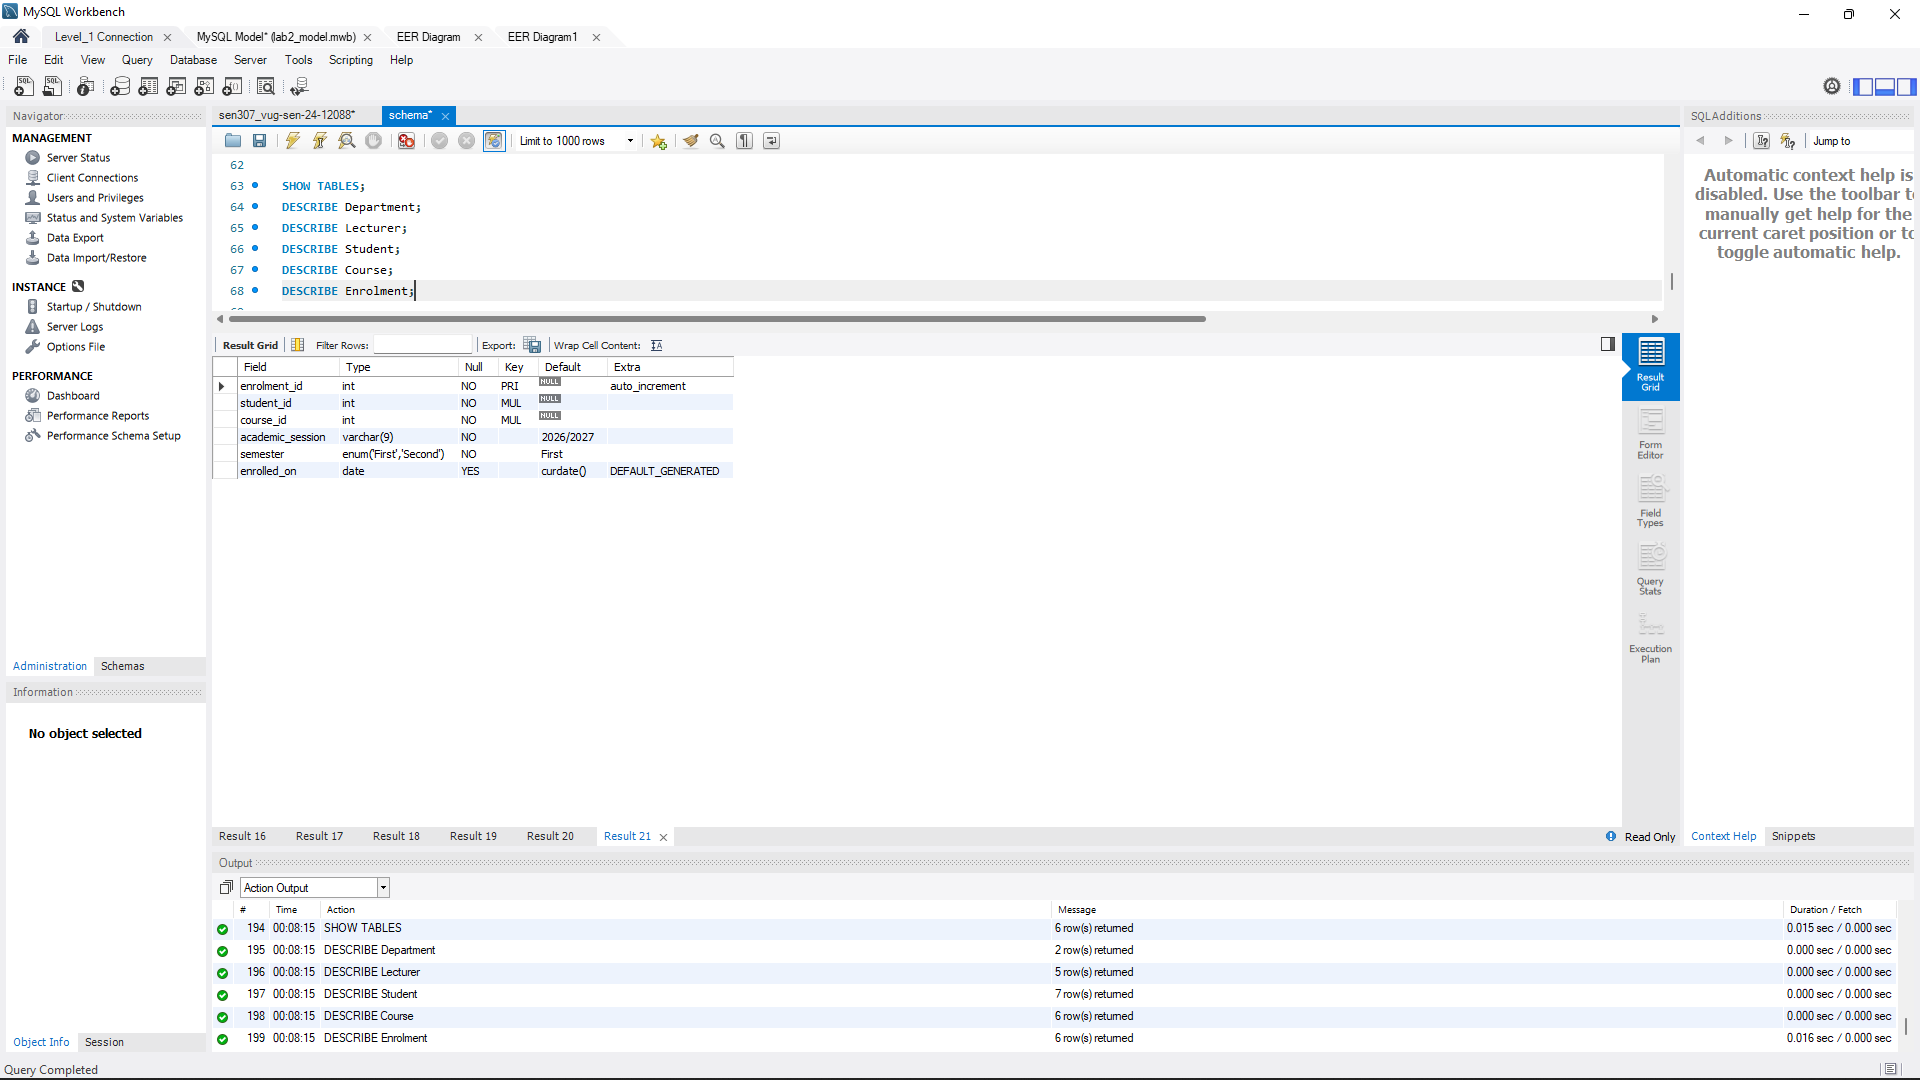 MySQL Workbench
Level_1 Connection
MySQL Model* (lab2_model.mwb)
EER Diagram
EER Diagram1
File Edit View Query Database Server Tools Scripting Help
Navigator
MANAGEMENT
Server Status
Client Connections
Users and Privileges
Status and System Variables
Data Export
Data Import/Restore
INSTANCE
Startup / Shutdown
Server Logs
Options File
PERFORMANCE
Dashboard
Performance Reports
Performance Schema Setup
Administration Schemas
Information
No object selected
Object Info Session
sen307_vug-sen-24-12088* schema*
Limit to 1000 rows
62
63 SHOW TABLES;
64 DESCRIBE Department;
65 DESCRIBE Lecturer;
66 DESCRIBE Student;
67 DESCRIBE Course;
68 DESCRIBE Enrolment;
Result Grid Filter Rows: Export: Wrap Cell Content:
Field Type Null Key Default Extra
enrolment_id int NO PRI NULL auto_increment
student_id int NO MUL NULL
course_id int NO MUL NULL
academic_session varchar(9) NO 2026/2027
semester enum('First','Second') NO First
enrolled_on date YES curdate() DEFAULT_GENERATED
Result Grid
Form Editor
Field Types
Query Stats
Execution Plan
Result 16 Result 17 Result 18 Result 19 Result 20 Result 21
Read Only
SQLAdditions
Jump to
Automatic context help is
disabled. Use the toolbar
manually get help for the
current caret position or
toggle automatic help.
Context Help Snippets
Output
Action Output
# Time Action Message Duration / Fetch
194 00:08:15 SHOW TABLES 6 row(s) returned 0.015 sec / 0.000 sec
195 00:08:15 DESCRIBE Department 2 row(s) returned 0.000 sec / 0.000 sec
196 00:08:15 DESCRIBE Lecturer 5 row(s) returned 0.000 sec / 0.000 sec
197 00:08:15 DESCRIBE Student 7 row(s) returned 0.000 sec / 0.000 sec
198 00:08:15 DESCRIBE Course 6 row(s) returned 0.000 sec / 0.000 sec
199 00:08:15 DESCRIBE Enrolment 6 row(s) returned 0.016 sec / 0.000 sec
Query Completed